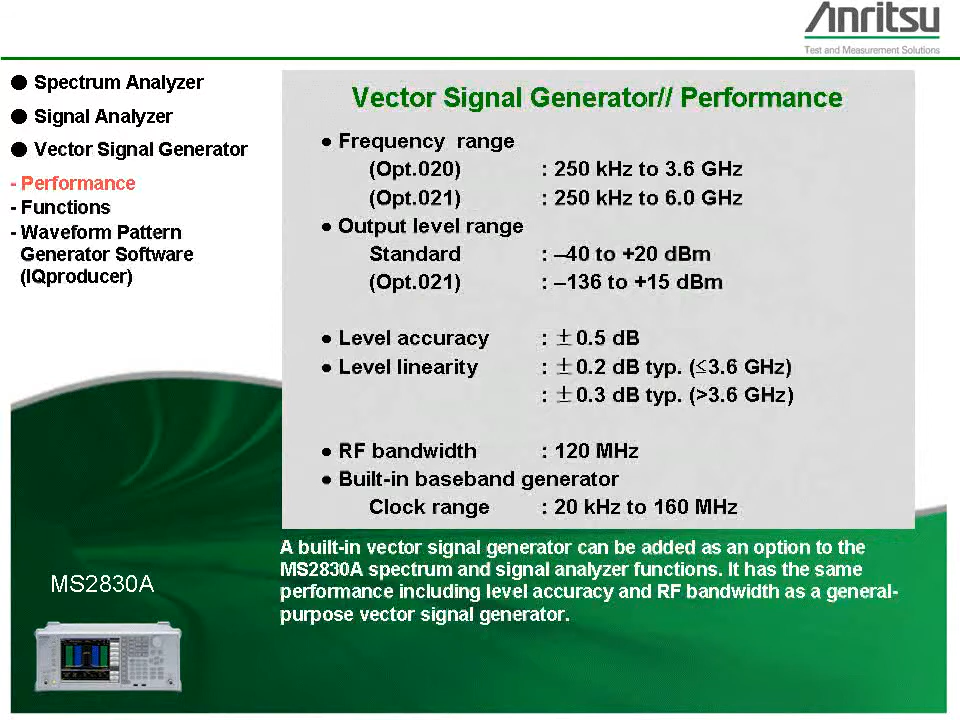 Anritsu
Test and Measurement Solutions
● Spectrum Analyzer
● Signal Analyzer
● Vector Signal Generator
- Performance
- Functions
- Waveform Pattern
Generator Software
(IQproducer)
Vector Signal Generator// Performance
● Frequency range
(Opt.020) : 250 kHz to 3.6 GHz
(Opt.021) : 250 kHz to 6.0 GHz
● Output level range
Standard : –40 to +20 dBm
(Opt.021) : –136 to +15 dBm
● Level accuracy : ±0.5 dB
● Level linearity : ±0.2 dB typ. (≤3.6 GHz)
: ±0.3 dB typ. (>3.6 GHz)
● RF bandwidth : 120 MHz
● Built-in baseband generator
Clock range : 20 kHz to 160 MHz
A built-in vector signal generator can be added as an option to the
MS2830A spectrum and signal analyzer functions. It has the same
performance including level accuracy and RF bandwidth as a general-
purpose vector signal generator.
MS2830A